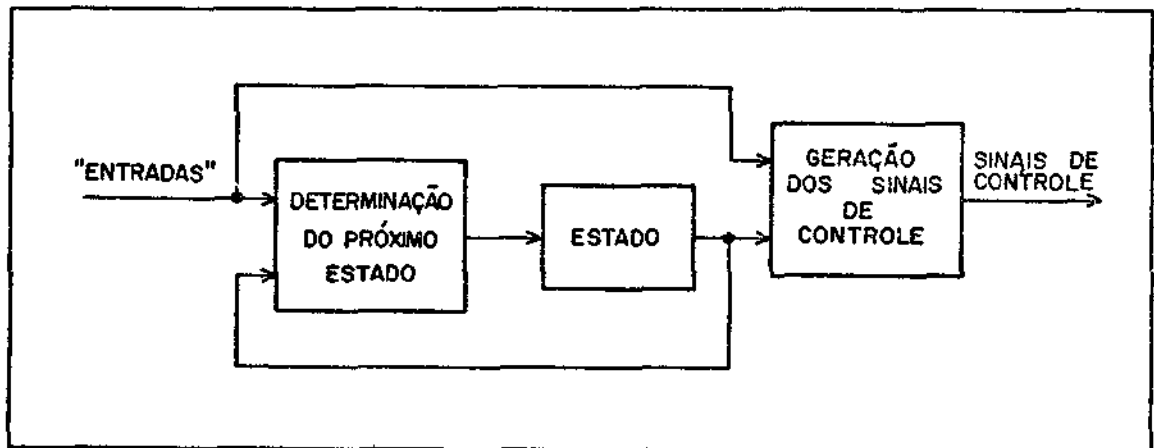 "ENTRADAS"
DETERMINAÇÃO
DO PRÓXIMO
ESTADO
ESTADO
GERAÇÃO
DOS SINAIS
DE
CONTROLE
SINAIS DE
CONTROLE